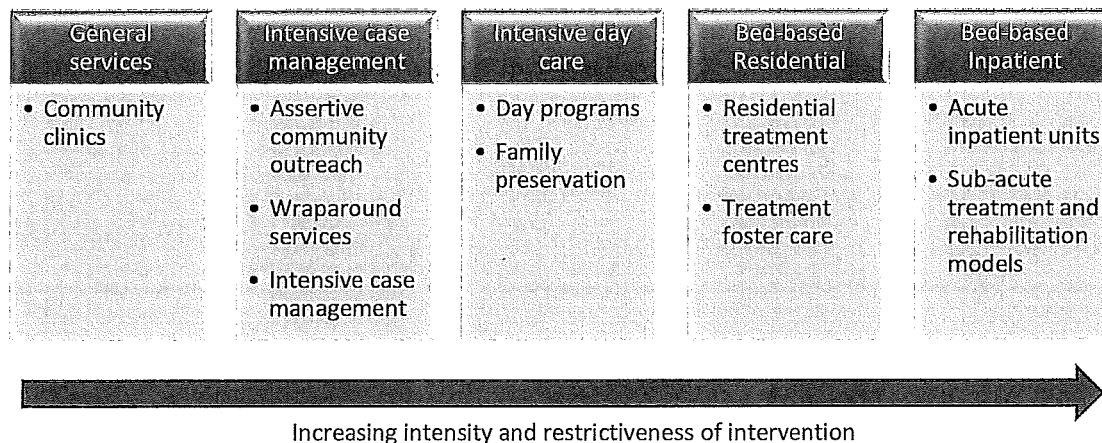 General
services
• Community
clinics
Intensive case
management
• Assertive
community
outreach
• Wraparound
services
• Intensive case
management
Intensive day
care
• Day programs
• Family
preservation
Bed-based
Residential
• Residential
treatment
centres
• Treatment
foster care
Bed-based
Inpatient
• Acute
inpatient units
• Sub-acute
treatment and
rehabilitation
models
Increasing intensity and restrictiveness of intervention